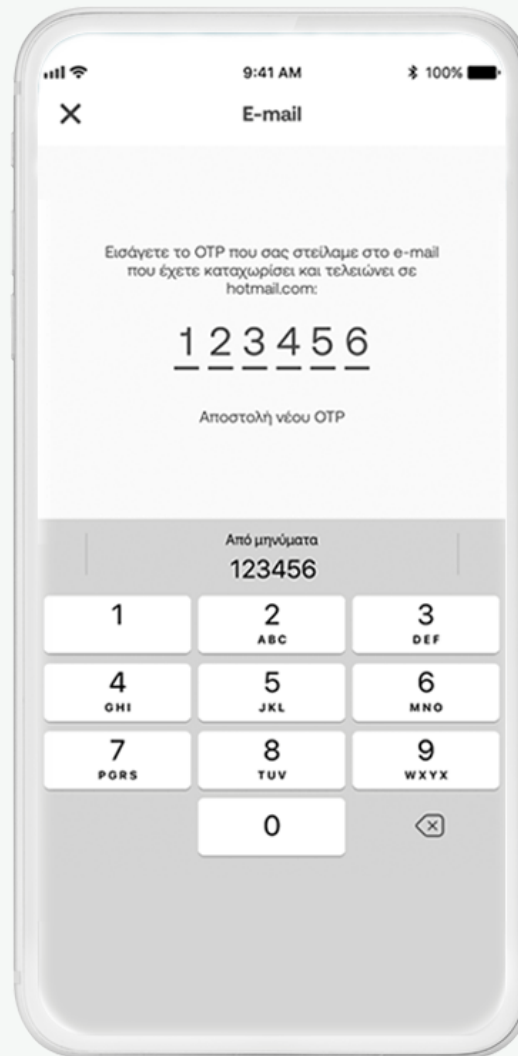 9:41 AM
100%
E-mail
Εισάγετε το OTP που σας στείλαμε στο e-mail
που έχετε καταχωρίσει και τελειώνει σε
hotmail.com:
123456
Αποστολή νέου OTP
Από μηνύματα
123456
1 2 3
ABC DEF
4 5 6
GHI JKL MNO
7 8 9
PGRS TUV WXYX
0